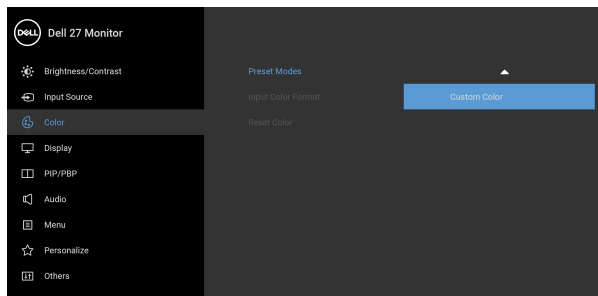 DELL Dell 27 Monitor
Brightness/Contrast
Input Source
Color
Display
PIP/PBP
Audio
Menu
Personalize
Others
Preset Modes
Input Color Format
Reset Color
Custom Color